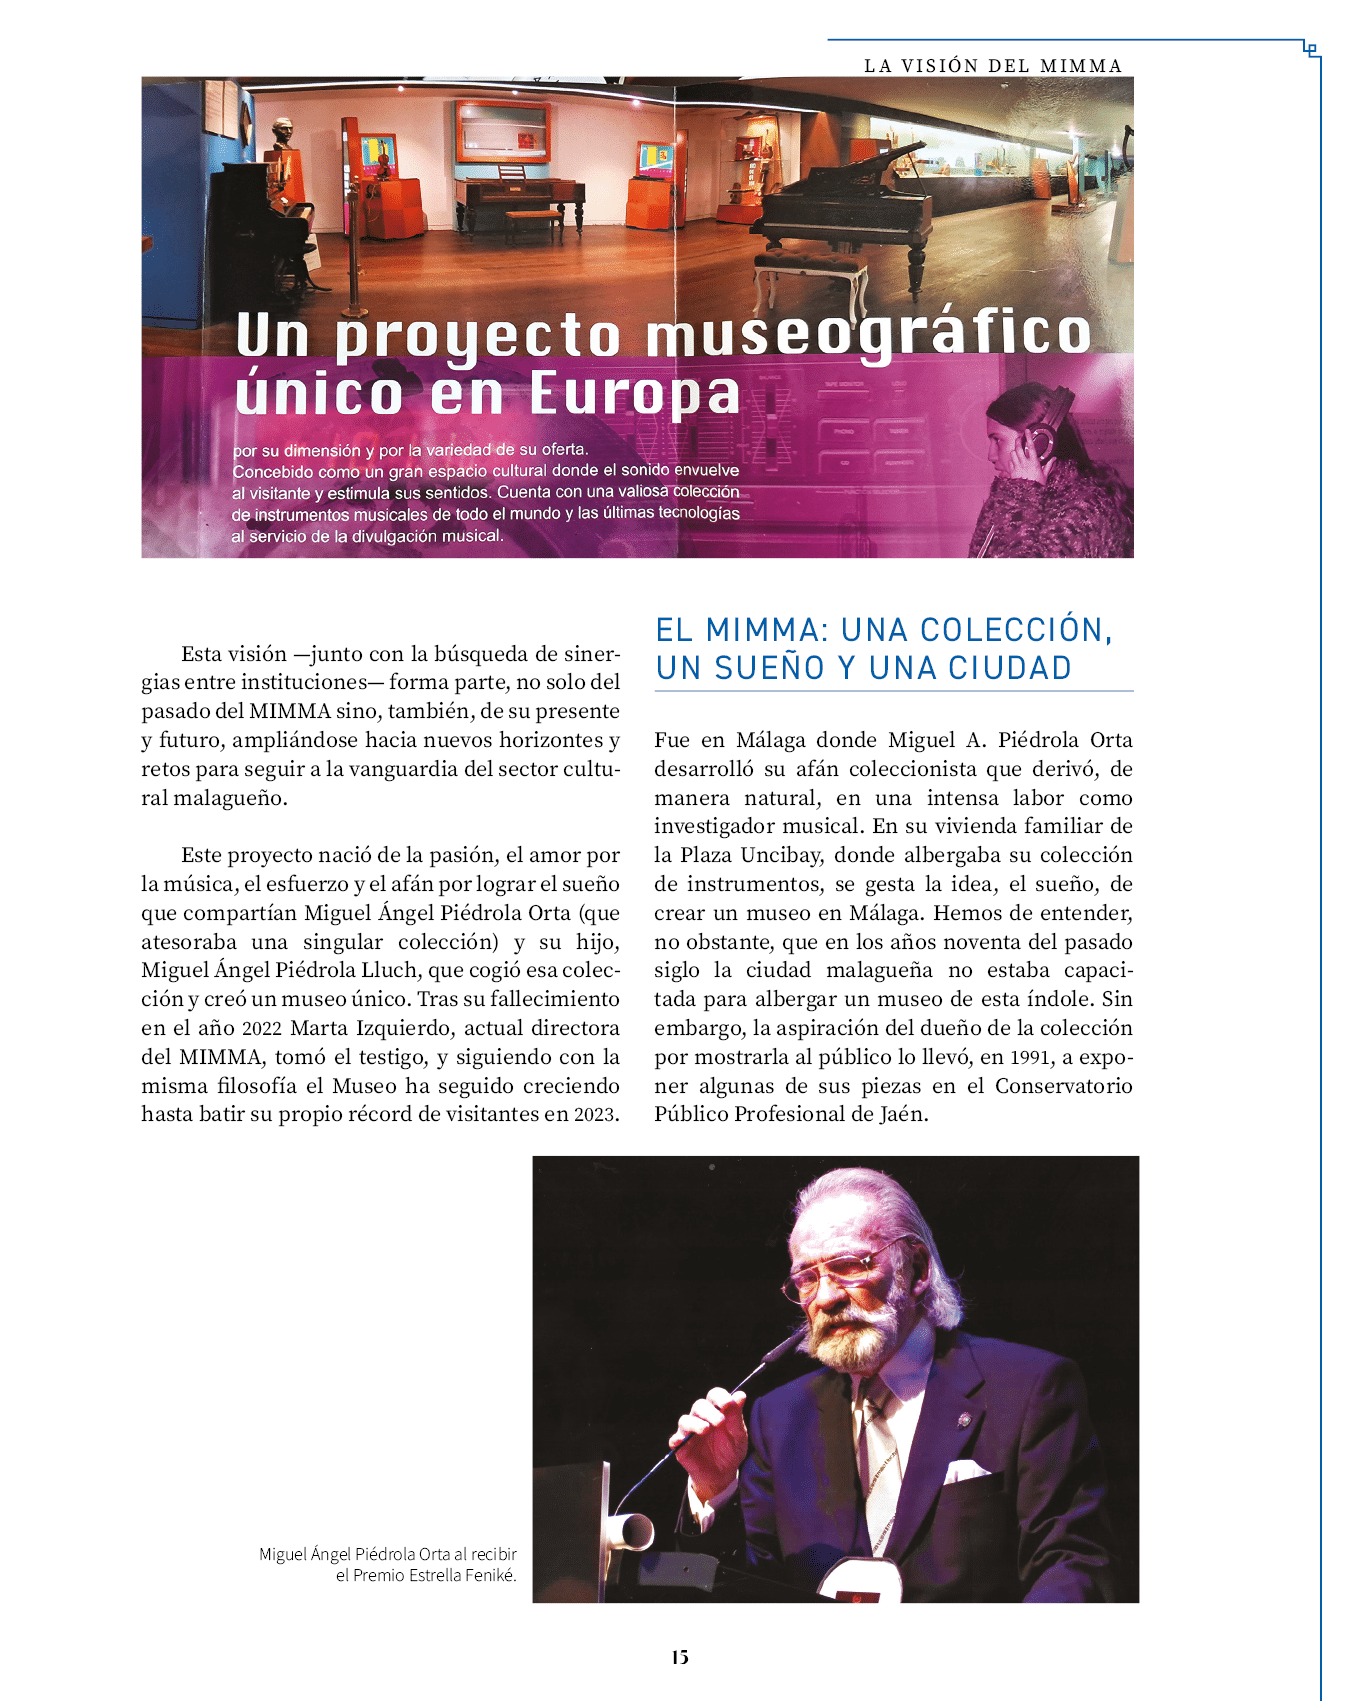 LA VISIÓN DEL MIMMA
Un proyecto museográfico
único en Europa
por su dimensión y por la variedad de su oferta.
Concebido como un gran espacio cultural donde el sonido envuelve
al visitante y estimula sus sentidos. Cuenta con una valiosa colección
de instrumentos musicales de todo el mundo y las últimas tecnologías
al servicio de la divulgación musical.
Esta visión —junto con la búsqueda de siner-
gias entre instituciones— forma parte, no solo del
pasado del MIMMA sino, también, de su presente
y futuro, ampliándose hacia nuevos horizontes y
retos para seguir a la vanguardia del sector cultu-
ral malagueño.
Este proyecto nació de la pasión, el amor por
la música, el esfuerzo y el afán por lograr el sueño
que compartían Miguel Ángel Piédrola Orta (que
atesoraba una singular colección) y su hijo,
Miguel Ángel Piédrola Lluch, que cogió esa colec-
ción y creó un museo único. Tras su fallecimiento
en el año 2022 Marta Izquierdo, actual directora
del MIMMA, tomó el testigo, y siguiendo con la
misma filosofía el Museo ha seguido creciendo
hasta batir su propio récord de visitantes en 2023.
EL MIMMA: UNA COLECCIÓN,
UN SUEÑO Y UNA CIUDAD
Fue en Málaga donde Miguel A. Piédrola Orta
desarrolló su afán coleccionista que derivó, de
manera natural, en una intensa labor como
investigador musical. En su vivienda familiar de
la Plaza Uncibay, donde albergaba su colección
de instrumentos, se gesta la idea, el sueño, de
crear un museo en Málaga. Hemos de entender,
no obstante, que en los años noventa del pasado
siglo la ciudad malagueña no estaba capaci-
tada para albergar un museo de esta índole. Sin
embargo, la aspiración del dueño de la colección
por mostrarla al público lo llevó, en 1991, a expo-
ner algunas de sus piezas en el Conservatorio
Público Profesional de Jaén.
Miguel Ángel Piédrola Orta al recibir
el Premio Estrella Feniké.
15